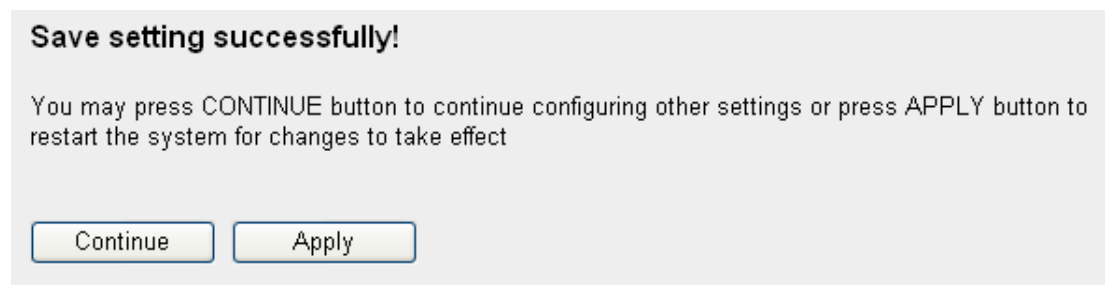 Save setting successfully!
You may press CONTINUE button to continue configuring other settings or press APPLY button to
restart the system for changes to take effect
Continue Apply